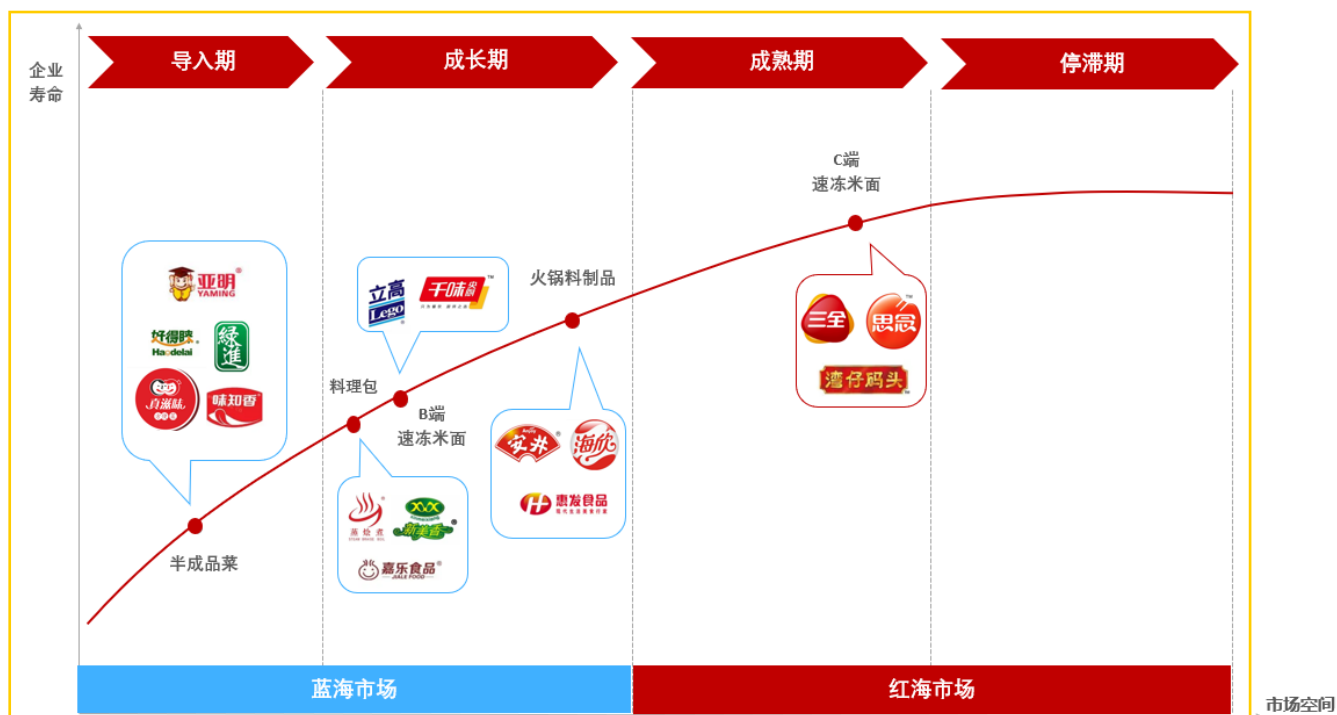 导入期
成长期
成熟期
停滞期
企业
寿命
C端
速冻米面
亚明
YAMING
好得睐
Haodelai
綠進
真滋味
味知香
立高
Lego
千味央厨
火锅料制品
料理包
B端
速冻米面
三全
思念
湾仔码头
安井
海欣
惠发食品
蒸烩煮
新美香
嘉乐食品
JIALE FOOD
半成品菜
蓝海市场
红海市场
市场空间